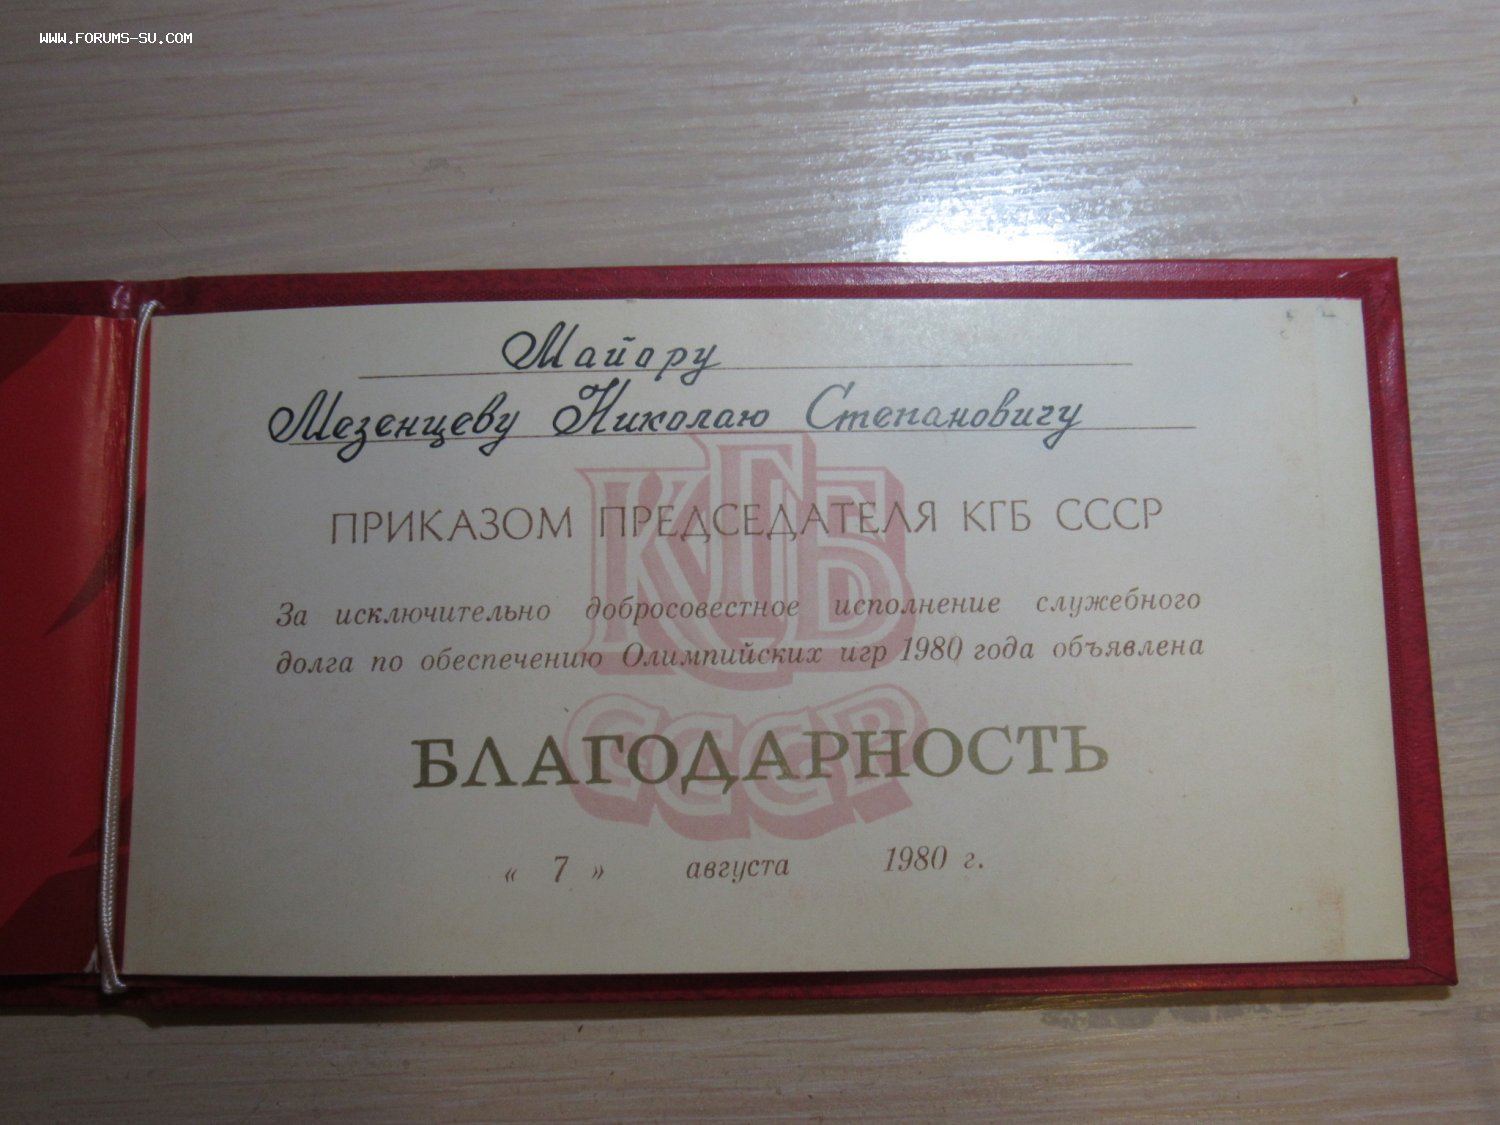 WWW.FORUMS-SU.COM
Майору
Мезенцеву Николаю Степановичу
КГБ
СССР
ПРИКАЗОМ ПРЕДСЕДАТЕЛЯ КГБ СССР
За исключительно добросовестное исполнение служебного
долга по обеспечению Олимпийских игр 1980 года объявлена
БЛАГОДАРНОСТЬ
« 7 » августа 1980 г.